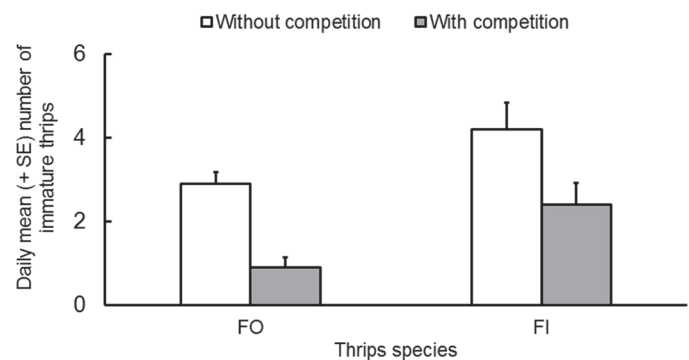 Without competition With competition
Daily mean (+ SE) number of
immature thrips
6
4
2
0
FO FI
Thrips species